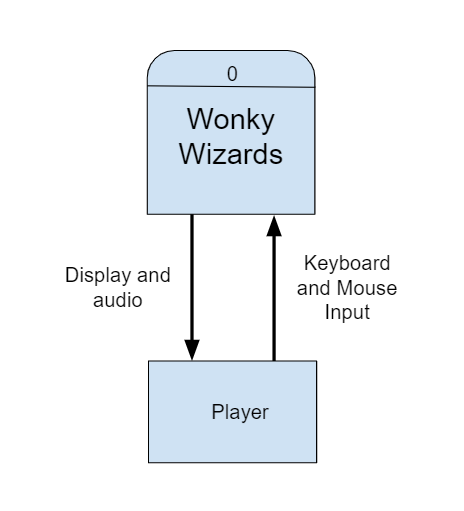 0
Wonky
Wizards
Display and
audio
Keyboard
and Mouse
Input
Player